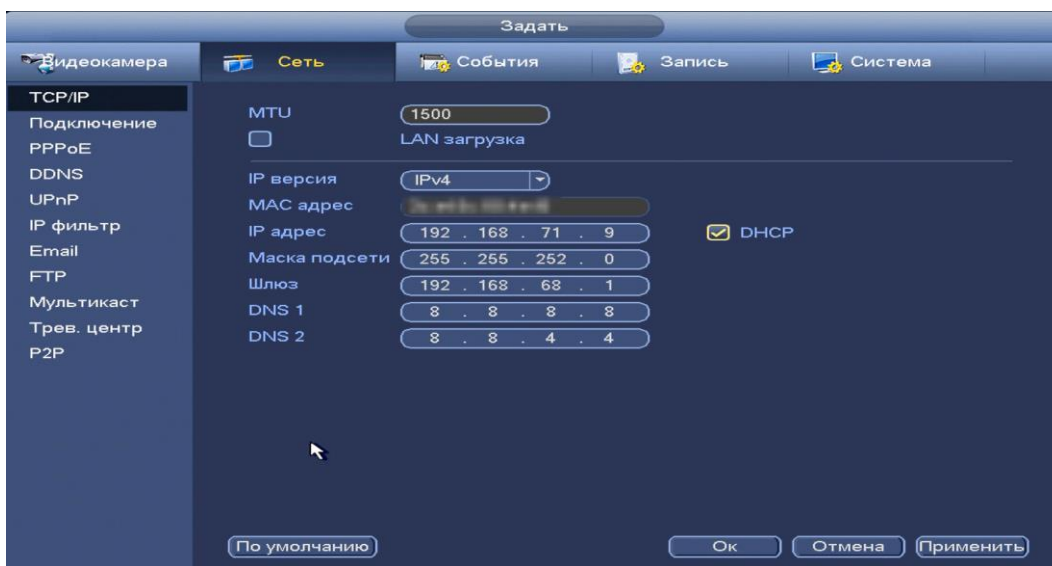 Задать
Видеокамера Сеть События Запись Система
TCP/IP
Подключение
PPPoE
DDNS
UPnP
IP фильтр
Email
FTP
Мультикаст
Трев. центр
P2P
MTU 1500
LAN загрузка
IP версия IPv4
MAC адрес
IP адрес 192 . 168 . 71 . 9 DHCP
Маска подсети 255 . 255 . 252 . 0
Шлюз 192 . 168 . 68 . 1
DNS 1 8 . 8 . 8 . 8
DNS 2 8 . 8 . 4 . 4
По умолчанию Ок Отмена Применить